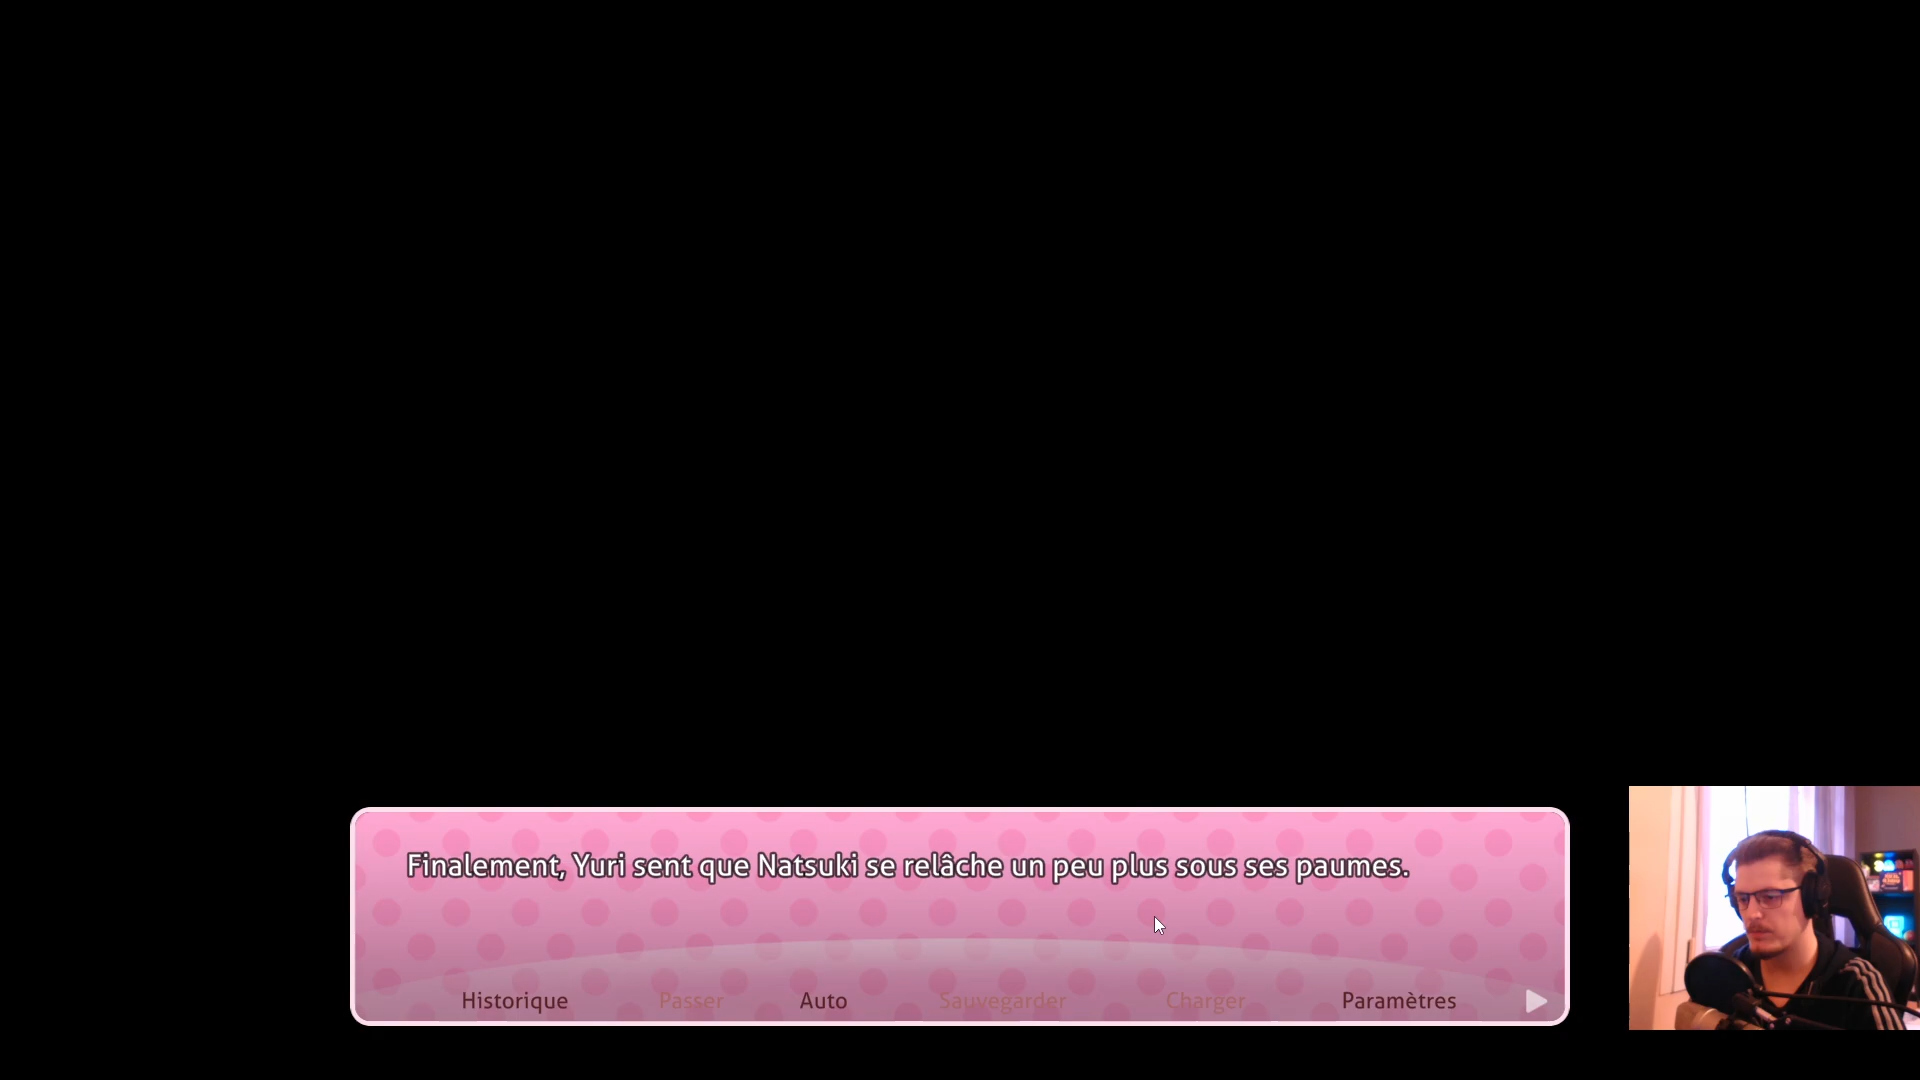 Finalement, Yuri sent que Natsuki se relâche un peu plus sous ses paumes.
Historique Passer Auto Sauvegarder Charger Paramètres